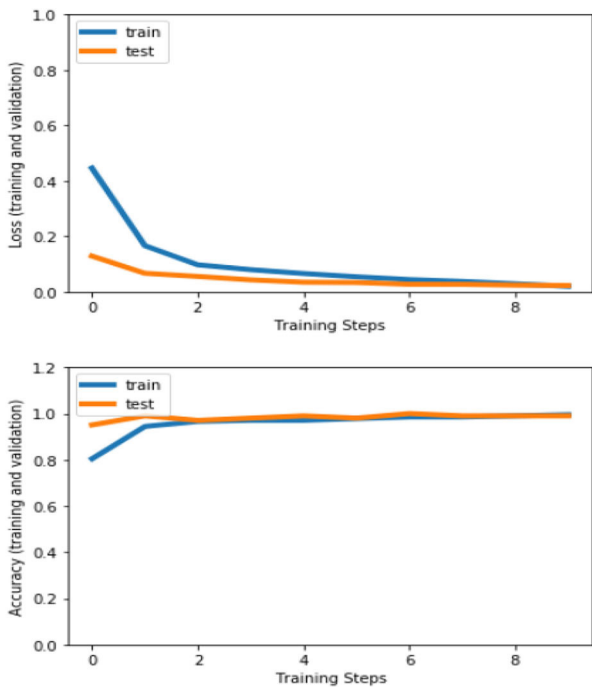 1.0
0.8
0.6
0.4
0.2
0.0
Loss (training and validation)
train
test
0 2 4 6 8
Training Steps
1.2
1.0
0.8
0.6
0.4
0.2
0.0
Accuracy (training and validation)
train
test
0 2 4 6 8
Training Steps